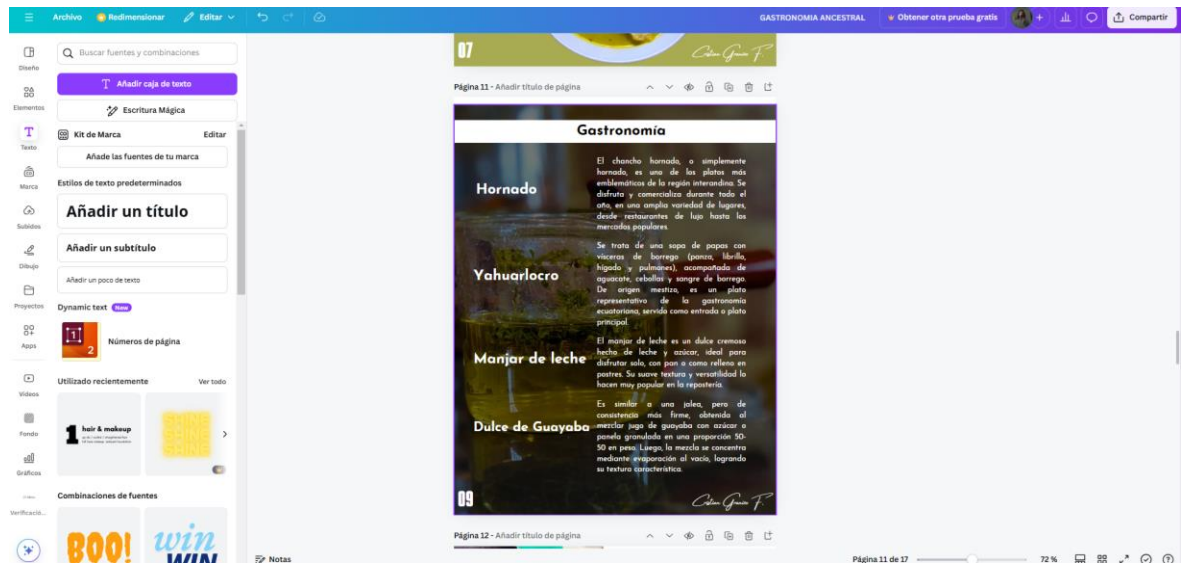 Archivo
Redimensionar
Editar
GASTRONOMIA ANCESTRAL
Obtener otra prueba gratis
Compartir
Diseño
Elementos
Texto
Marca
Subidos
Dibujo
Proyectos
Apps
Videos
Fondo
Gráficos
Verificació...
Buscar fuentes y combinaciones
Añadir caja de texto
Escritura Mágica
Kit de Marca
Editar
Añade las fuentes de tu marca
Estilos de texto predeterminados
Añadir un título
Añadir un subtítulo
Añadir un poco de texto
Dynamic text New
Números de página
Utilizado recientemente
Ver todo
hair & makeup
SHINE
SHINE
SHINE
Combinaciones de fuentes
BOO!
win
WIN
07
Página 11 - Añadir título de página
Gastronomía
Hornado
El chancho hornado, o simplemente
hornado, es una de los platos más
emblemáticos de la región interandina. Se
disfruta y comercializa durante todo el
año, en una amplia variedad de lugares,
desde restaurantes de lujo hasta los
mercados populares.
Yahuarlocro
Se trata de una sopa de papas con
vísceras de borrego (panza, librillo,
hígado y pulmones), acompañada de
aguacate, cebollas y sangre de borrego.
De origen mestizo, es un plato
representativo de la gastronomía
ecuatoriana, servido como entrada o plato
principal.
Manjar de leche
El manjar de leche es un dulce cremoso
hecho de leche y azúcar, ideal para
disfrutar solo, con pan o como relleno en
postres. Su suave textura y versatilidad lo
hacen muy popular en la repostería.
Dulce de Guayaba
Es similar a una jalea, pero de
consistencia más firme, obtenida al
mezclar jugo de guayaba con azúcar o
panela granulada en una proporción 50-
50 en peso. Luego, la mezcla se concentra
mediante evaporación al vacío, logrando
su textura característica.
09
Página 12 - Añadir título de página
Notas
Página 11 de 17
72 %